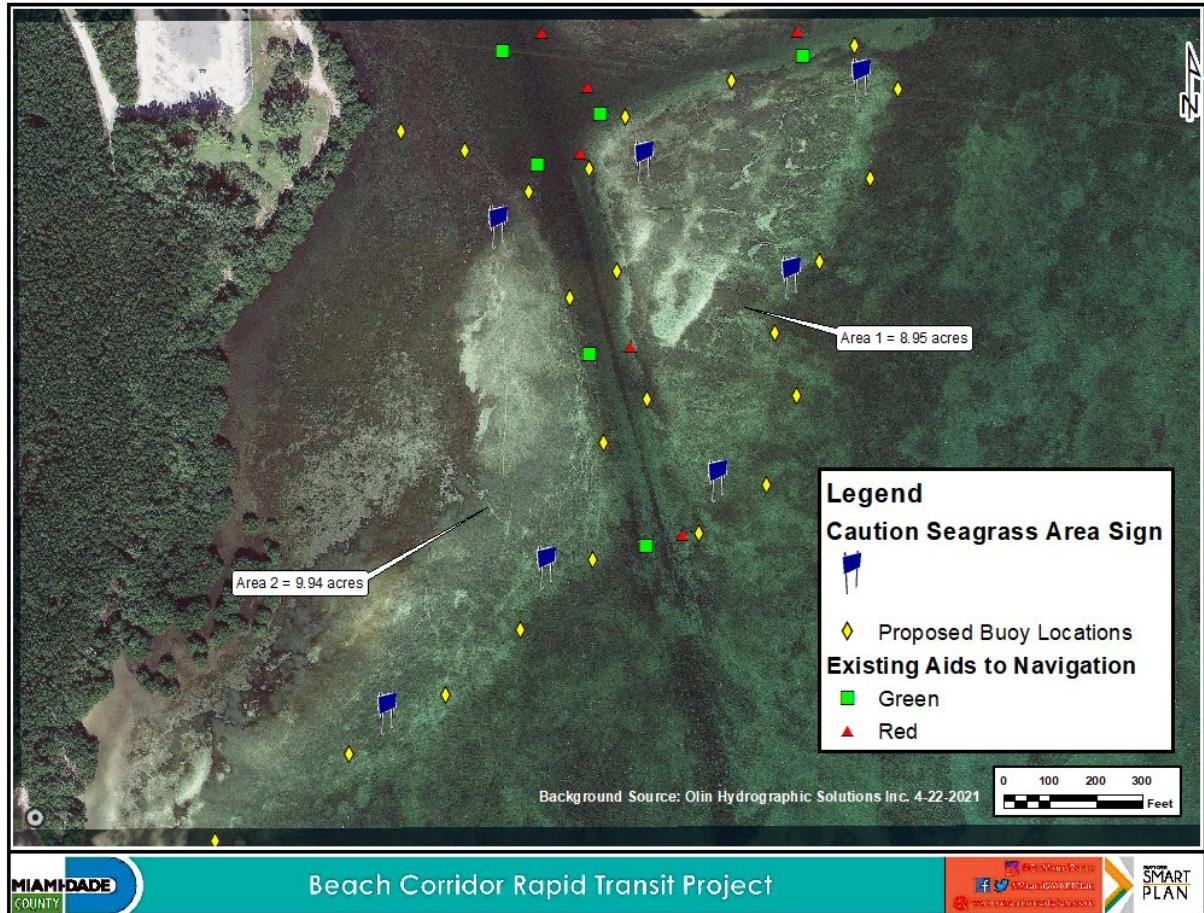 N
Area 1 = 8.95 acres
Area 2 = 9.94 acres
Legend
Caution Seagrass Area Sign
Proposed Buoy Locations
Existing Aids to Navigation
Green
Red
0 100 200 300
Feet
Background Source: Olin Hydrographic Solutions Inc. 4-22-2021
MIAMI-DADE
COUNTY
Beach Corridor Rapid Transit Project
SMART
PLAN